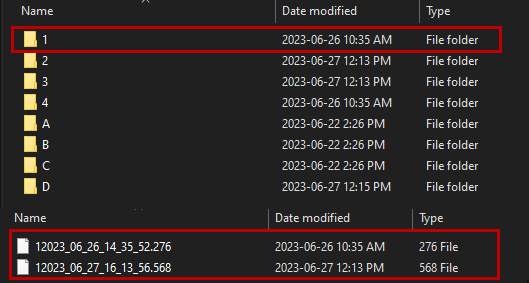 Name Date modified Type
1 2023-06-26 10:35 AM File folder
2 2023-06-27 12:13 PM File folder
3 2023-06-27 12:13 PM File folder
4 2023-06-26 10:35 AM File folder
A 2023-06-22 2:26 PM File folder
B 2023-06-22 2:26 PM File folder
C 2023-06-22 2:26 PM File folder
D 2023-06-27 12:15 PM File folder
Name Date modified Type
12023_06_26_14_35_52.276 2023-06-26 10:35 AM 276 File
12023_06_27_16_13_56.568 2023-06-27 12:13 PM 568 File